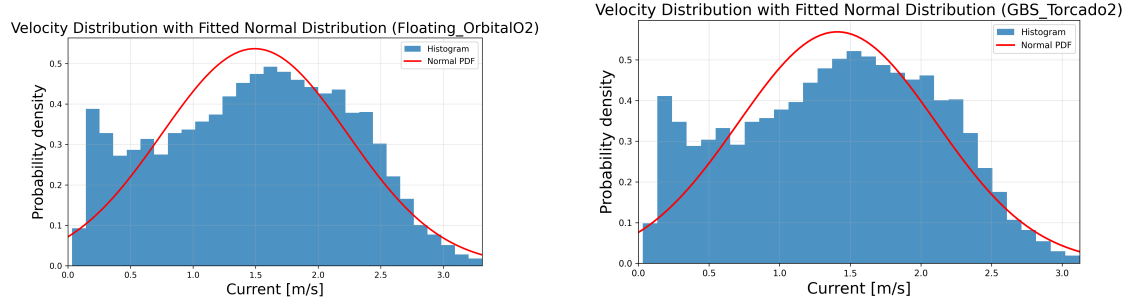 Velocity Distribution with Fitted Normal Distribution (Floating_OrbitalO2)
Histogram
Normal PDF
Probability density
0.5
0.4
0.3
0.2
0.1
0.0
0.0 0.5 1.0 1.5 2.0 2.5 3.0
Current [m/s]
Velocity Distribution with Fitted Normal Distribution (GBS_Torcado2)
Histogram
Normal PDF
Probability density
0.5
0.4
0.3
0.2
0.1
0.0
0.0 0.5 1.0 1.5 2.0 2.5 3.0
Current [m/s]